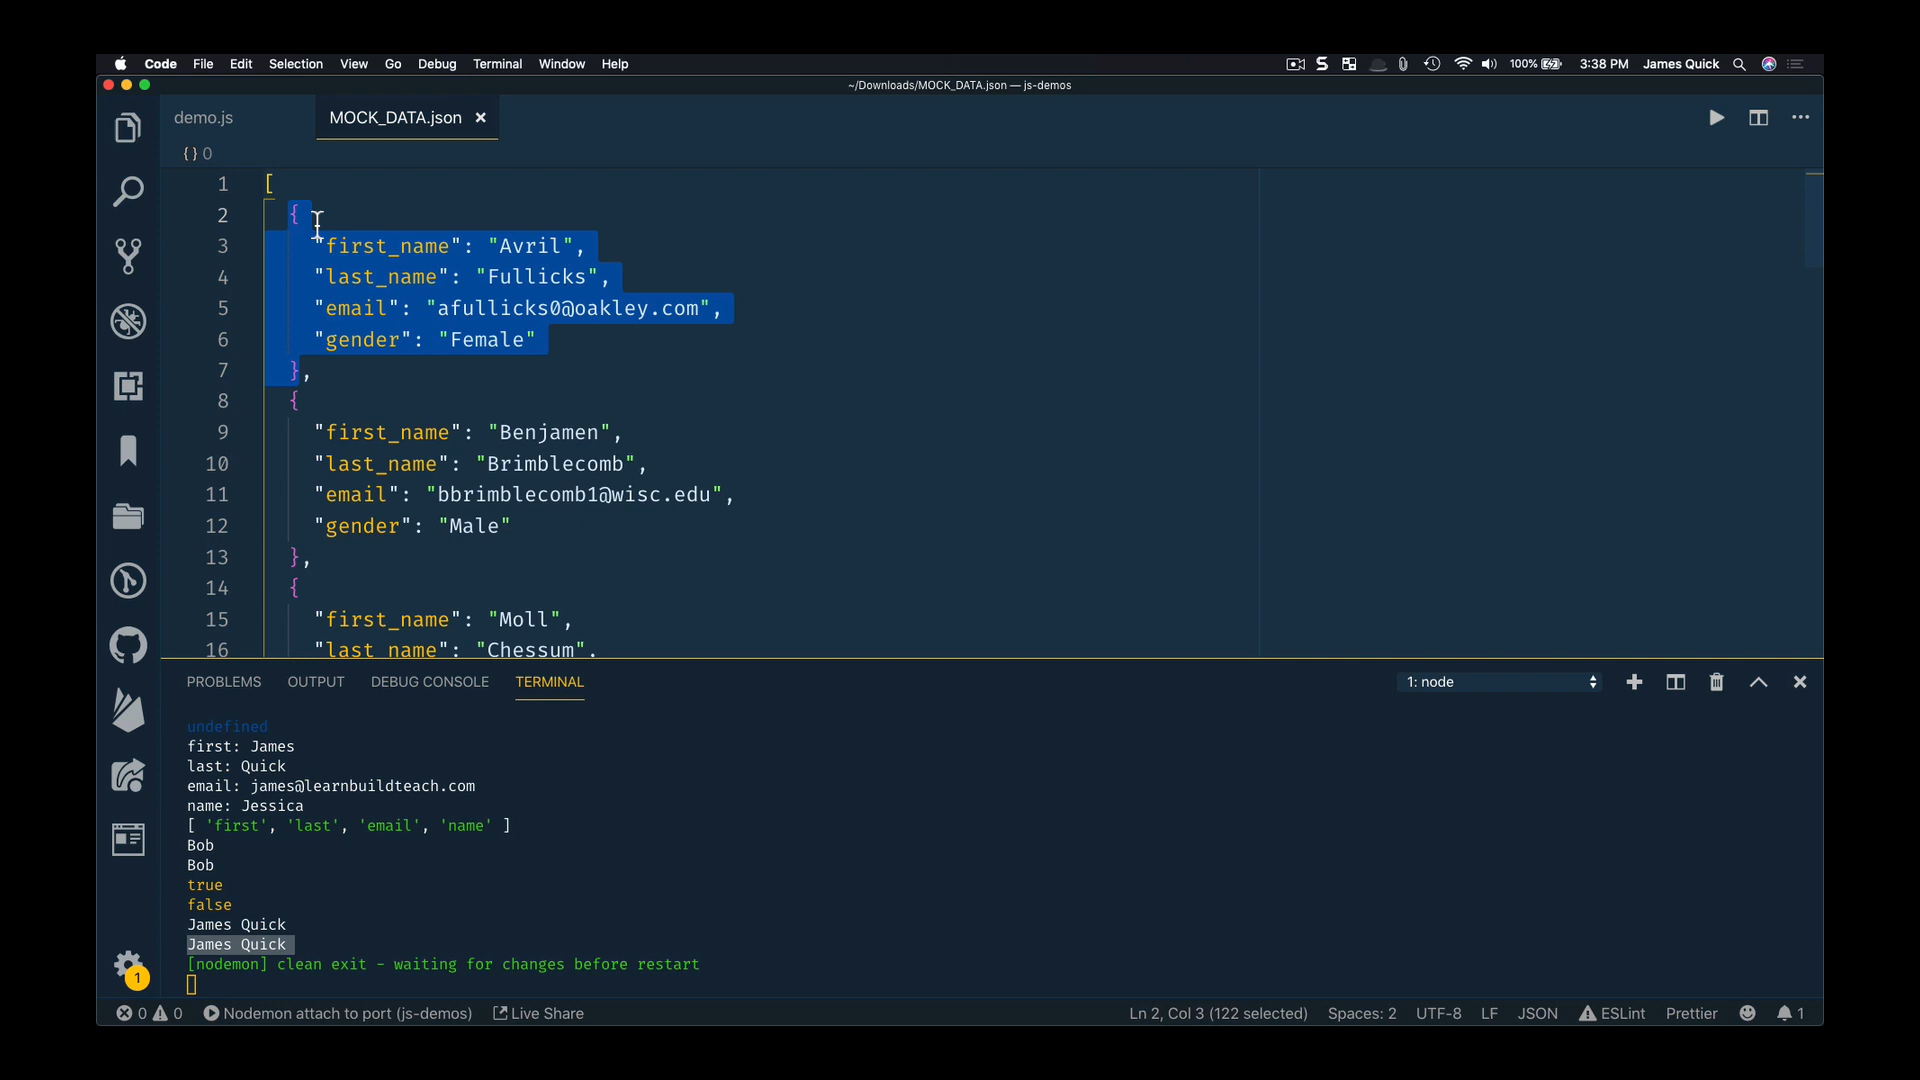 Code File Edit Selection View Go Debug Terminal Window Help 100% 3:38 PM James Quick
~/Downloads/MOCK_DATA.json — js-demos
demo.js MOCK_DATA.json ×
{} 0
1 [
2 {
3 "first_name": "Avril",
4 "last_name": "Fullicks",
5 "email": "afullicks0@oakley.com",
6 "gender": "Female"
7 },
8 {
9 "first_name": "Benjamen",
10 "last_name": "Brimblecomb",
11 "email": "bbrimblecomb1@wisc.edu",
12 "gender": "Male"
13 },
14 {
15 "first_name": "Moll",
16 "last_name": "Chessum",
PROBLEMS OUTPUT DEBUG CONSOLE TERMINAL 1: node
undefined
first: James
last: Quick
email: james@learnbuildteach.com
name: Jessica
[ 'first', 'last', 'email', 'name' ]
Bob
Bob
true
false
James Quick
James Quick
[nodemon] clean exit - waiting for changes before restart
1
0 0 Nodemon attach to port (js-demos) Live Share Ln 2, Col 3 (122 selected) Spaces: 2 UTF-8 LF JSON ESLint Prettier 1